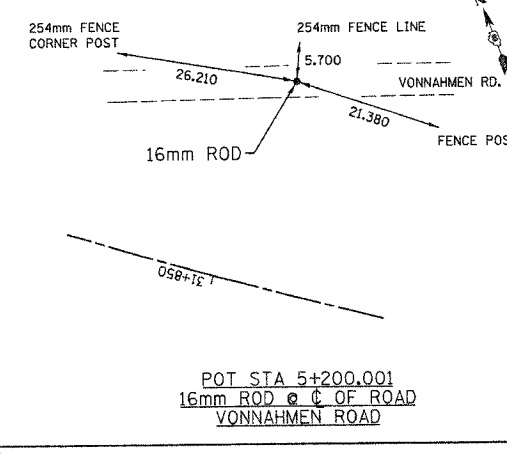 254mm FENCE
CORNER POST
254mm FENCE LINE
5.700
26.210
VONNAHMEN RD.
21.380
FENCE POS
16mm ROD
31+850
POT STA 5+200.001
16mm ROD @ ℄ OF ROAD
VONNAHMEN ROAD